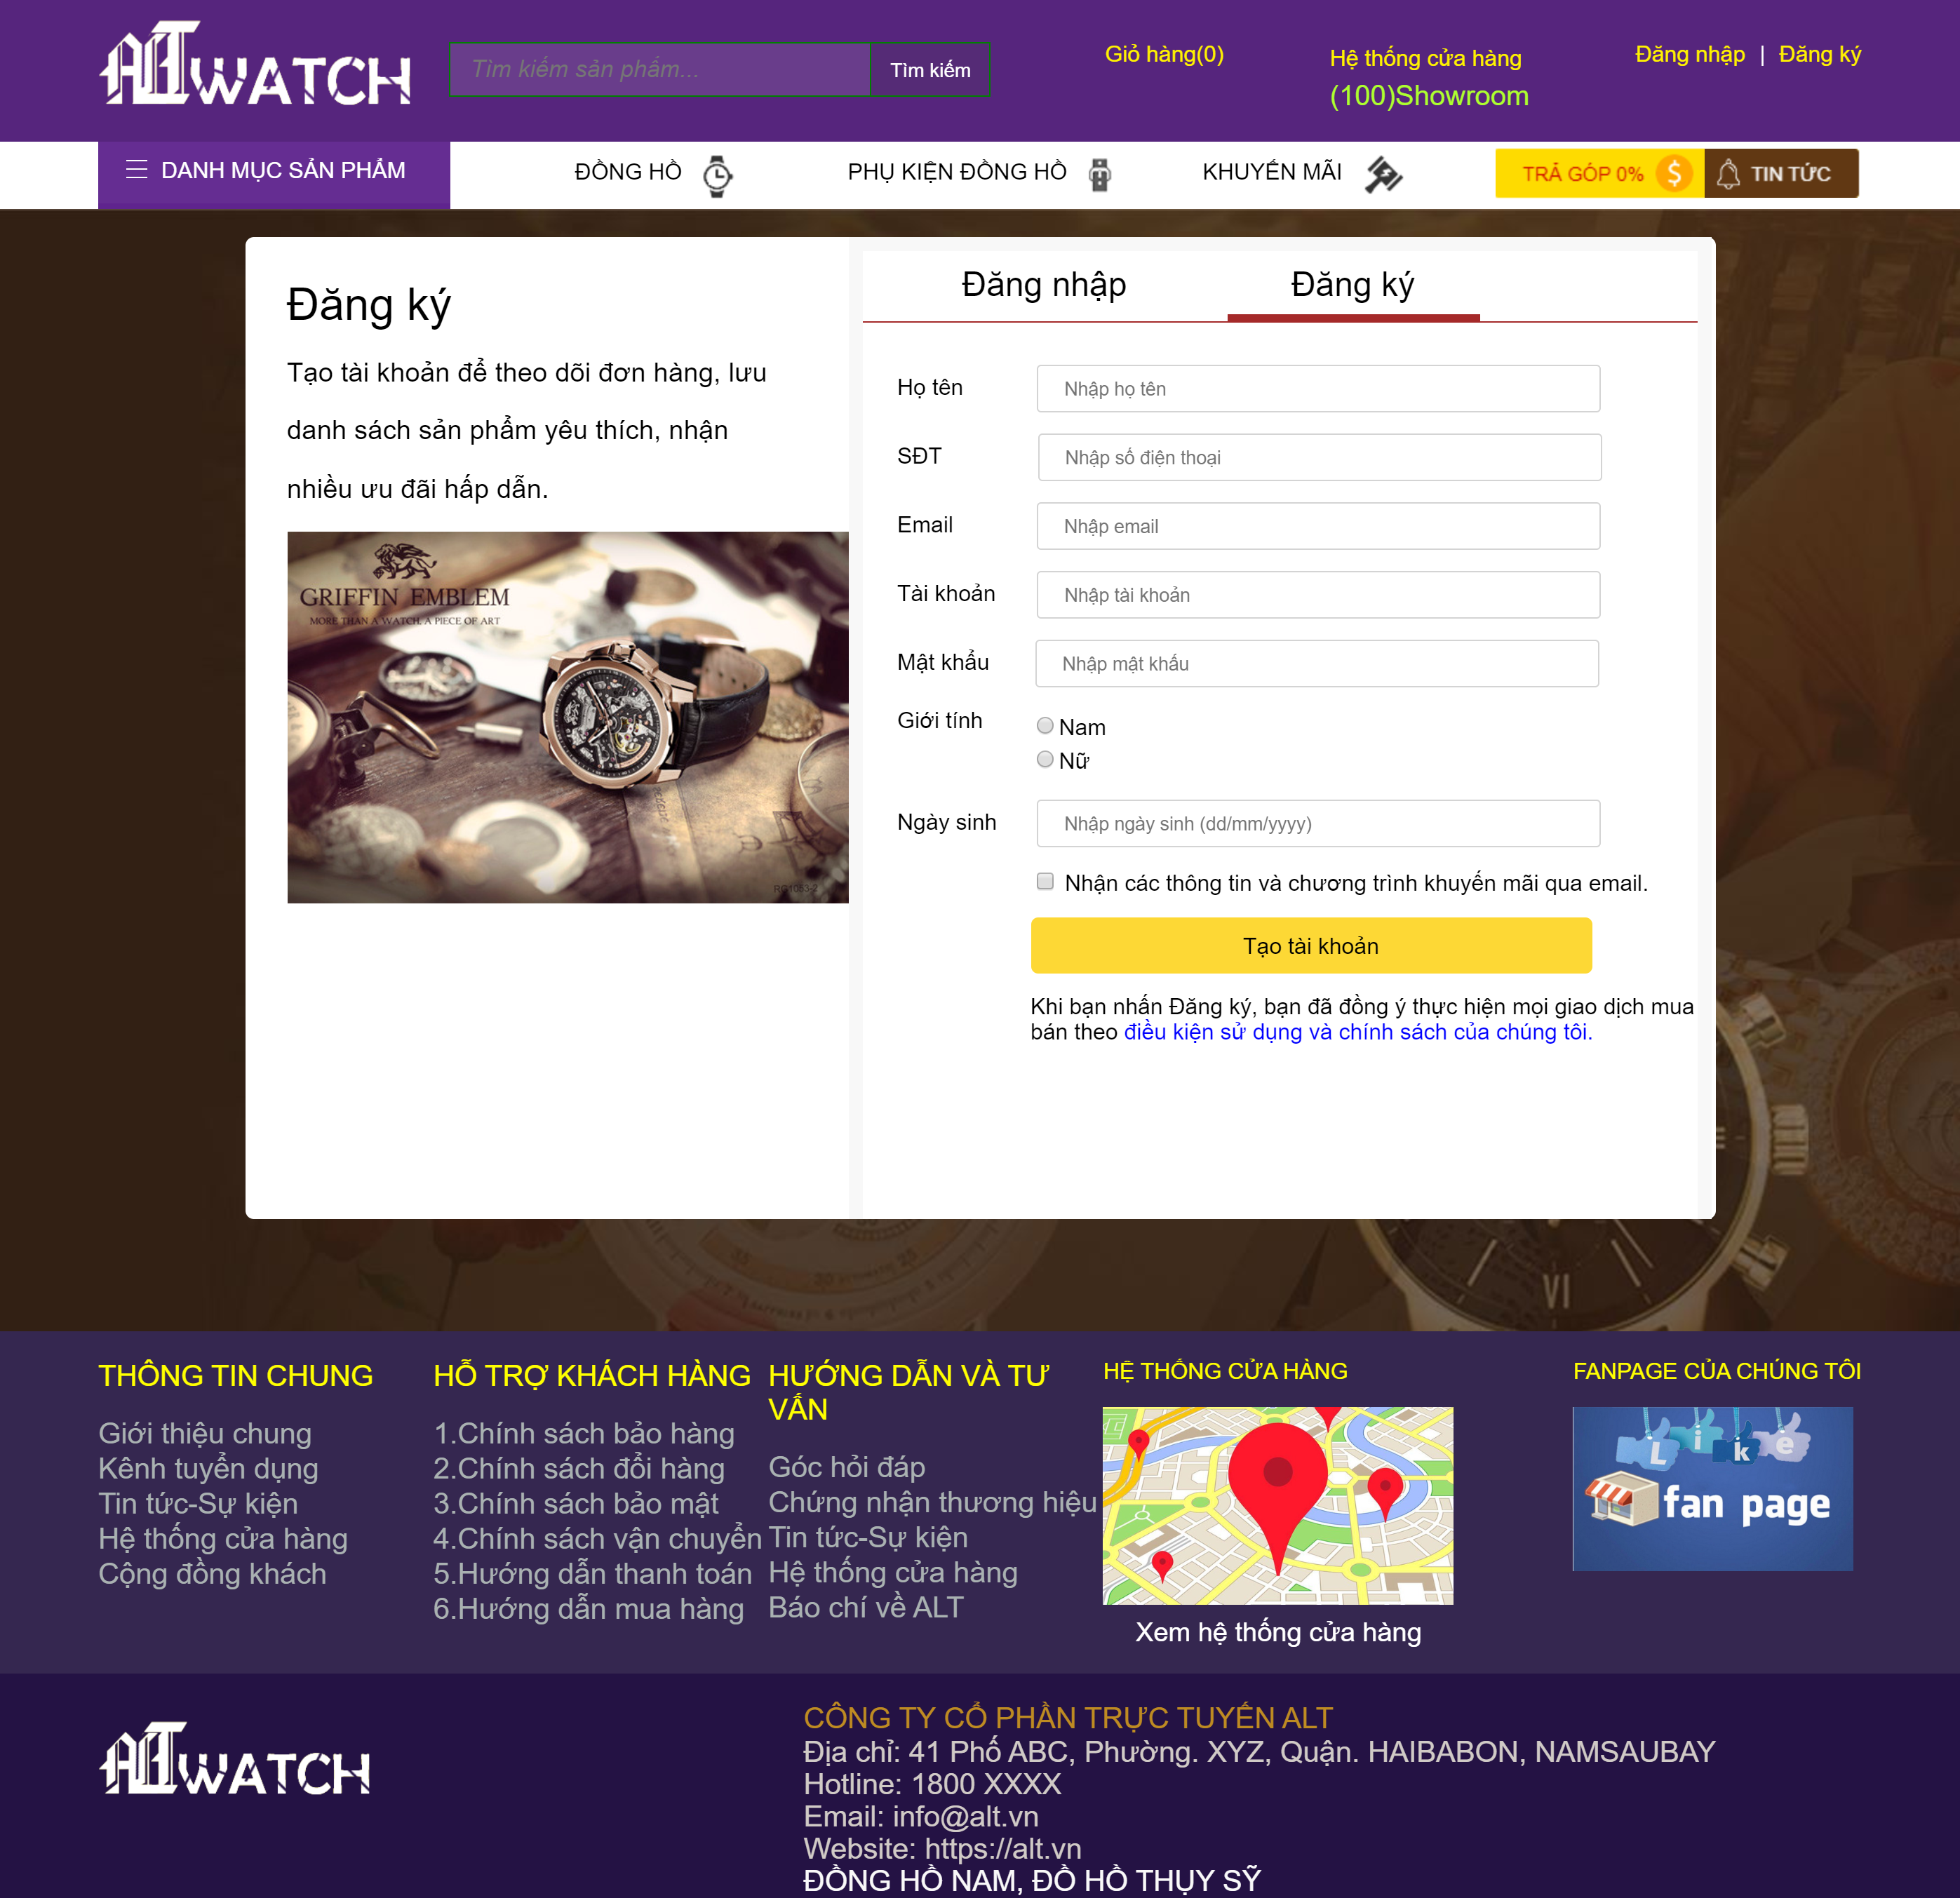 ALTWATCH
Tìm kiếm sản phẩm...
Tìm kiếm
Giỏ hàng(0)
Hệ thống cửa hàng
(100)Showroom
Đăng nhập | Đăng ký
DANH MỤC SẢN PHẨM
ĐỒNG HỒ
PHỤ KIỆN ĐỒNG HỒ
KHUYẾN MÃI
TRẢ GÓP 0%
TIN TỨC
Đăng ký
Tạo tài khoản để theo dõi đơn hàng, lưu
danh sách sản phẩm yêu thích, nhận
nhiều ưu đãi hấp dẫn.
GRIFFIN EMBLEM
MORE THAN A WATCH, A PIECE OF ART
RG1053-2
Đăng nhập
Đăng ký
Họ tên
Nhập họ tên
SĐT
Nhập số điện thoại
Email
Nhập email
Tài khoản
Nhập tài khoản
Mật khẩu
Nhập mật khấu
Giới tính
Nam
Nữ
Ngày sinh
Nhập ngày sinh (dd/mm/yyyy)
Nhận các thông tin và chương trình khuyến mãi qua email.
Tạo tài khoản
Khi bạn nhấn Đăng ký, bạn đã đồng ý thực hiện mọi giao dịch mua
bán theo điều kiện sử dụng và chính sách của chúng tôi.
VI
THÔNG TIN CHUNG
Giới thiệu chung
Kênh tuyển dụng
Tin tức-Sự kiện
Hệ thống cửa hàng
Cộng đồng khách
HỖ TRỢ KHÁCH HÀNG
1.Chính sách bảo hàng
2.Chính sách đổi hàng
3.Chính sách bảo mật
4.Chính sách vận chuyển
5.Hướng dẫn thanh toán
6.Hướng dẫn mua hàng
HƯỚNG DẪN VÀ TƯ
VẤN
Góc hỏi đáp
Chứng nhận thương hiệu
Tin tức-Sự kiện
Hệ thống cửa hàng
Báo chí về ALT
HỆ THỐNG CỬA HÀNG
Xem hệ thống cửa hàng
FANPAGE CỦA CHÚNG TÔI
Like
fan page
ALTWATCH
CÔNG TY CỔ PHẦN TRỰC TUYẾN ALT
Địa chỉ: 41 Phố ABC, Phường. XYZ, Quận. HAIBABON, NAMSAUBAY
Hotline: 1800 XXXX
Email: info@alt.vn
Website: https://alt.vn
ĐỒNG HỒ NAM, ĐỒ HỒ THỤY SỸ